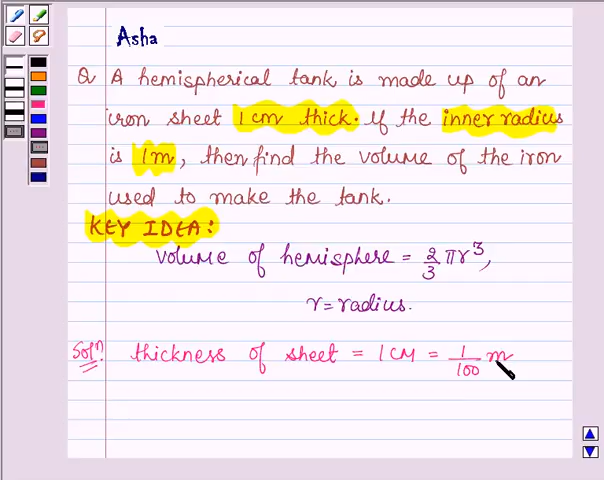 Asha
Q A hemispherical tank is made up of an
iron sheet 1cm thick. If the inner radius
is 1m, then find the volume of the iron
used to make the tank.
KEY IDEA:
volume of hemisphere = 2/3 πr³,
r = radius.
Solⁿ: thickness of sheet = 1 CM = 1/100 m